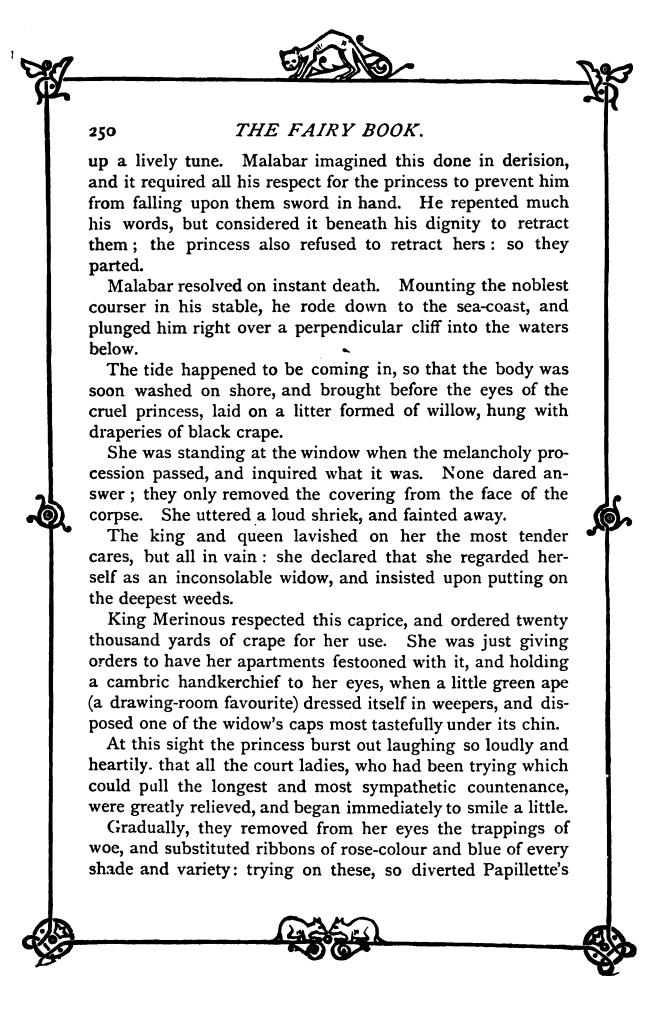 250 THE FAIRY BOOK.
up a lively tune. Malabar imagined this done in derision,
and it required all his respect for the princess to prevent him
from falling upon them sword in hand. He repented much
his words, but considered it beneath his dignity to retract
them; the princess also refused to retract hers: so they
parted.
Malabar resolved on instant death. Mounting the noblest
courser in his stable, he rode down to the sea-coast, and
plunged him right over a perpendicular cliff into the waters
below.
The tide happened to be coming in, so that the body was
soon washed on shore, and brought before the eyes of the
cruel princess, laid on a litter formed of willow, hung with
draperies of black crape.
She was standing at the window when the melancholy pro-
cession passed, and inquired what it was. None dared an-
swer; they only removed the covering from the face of the
corpse. She uttered a loud shriek, and fainted away.
The king and queen lavished on her the most tender
cares, but all in vain: she declared that she regarded her-
self as an inconsolable widow, and insisted upon putting on
the deepest weeds.
King Merinous respected this caprice, and ordered twenty
thousand yards of crape for her use. She was just giving
orders to have her apartments festooned with it, and holding
a cambric handkerchief to her eyes, when a little green ape
(a drawing-room favourite) dressed itself in weepers, and dis-
posed one of the widow's caps most tastefully under its chin.
At this sight the princess burst out laughing so loudly and
heartily. that all the court ladies, who had been trying which
could pull the longest and most sympathetic countenance,
were greatly relieved, and began immediately to smile a little.
Gradually, they removed from her eyes the trappings of
woe, and substituted ribbons of rose-colour and blue of every
shade and variety: trying on these, so diverted Papillette's